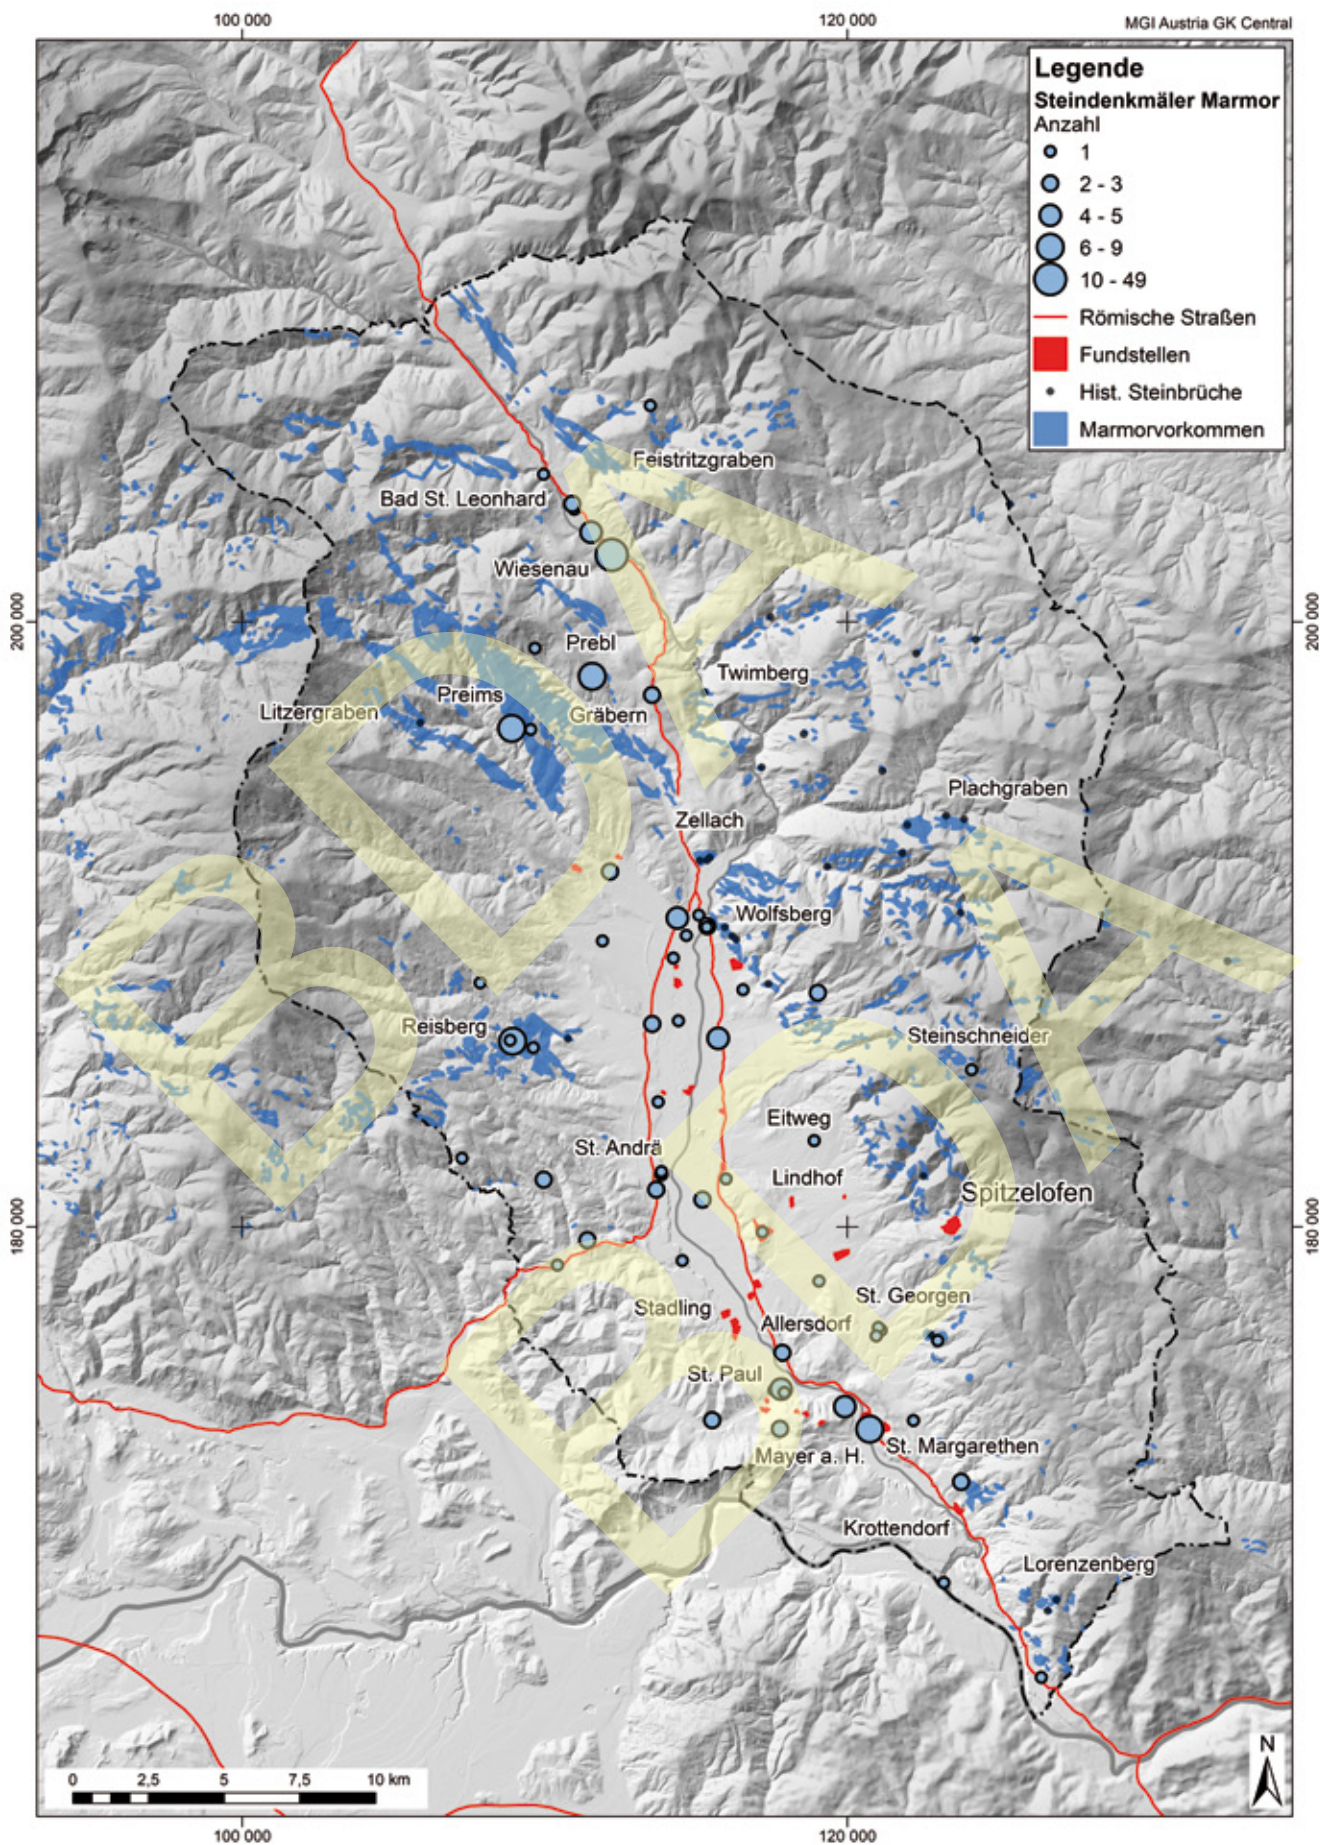 100 000
120 000
MGI Austria GK Central
Legende
Steindenkmäler Marmor
Anzahl
1
2 - 3
4 - 5
6 - 9
10 - 49
Römische Straßen
Fundstellen
Hist. Steinbrüche
Marmorvorkommen
Feistritzgraben
Bad St. Leonhard
Wiesenau
200 000
200 000
Prebl
Twimberg
Preims
Litzergraben
Gräbern
Plachgraben
Zellach
Wolfsberg
Reisberg
Steinschneider
Eitweg
St. Andrä
Lindhof
Spitzelofen
180 000
180 000
St. Georgen
Stadling
Allersdorf
St. Paul
St. Margarethen
Mayer a. H.
Krottendorf
Lorenzenberg
N
0
2,5
5
7,5
10 km
100 000
120 000
BDA
BDA